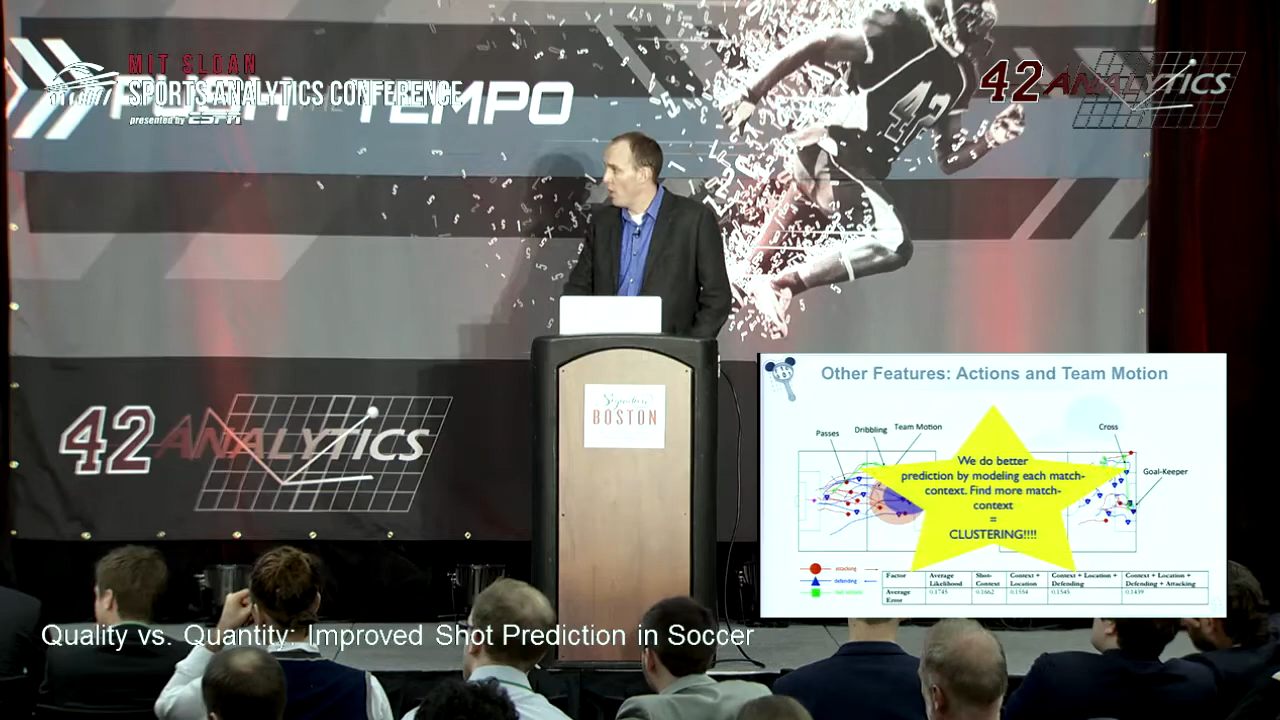 MIT SLOAN
SPORTS ANALYTICS CONFERENCE
presented by ESPN
TEMPO
42 ANALYTICS
42
42 ANALYTICS
Signature
BOSTON
Other Features: Actions and Team Motion
Passes
Dribbling
Team Motion
Cross
Goal-Keeper
We do better
prediction by modeling each match-
context. Find more match-
context
=
CLUSTERING!!!!
attacking
defending
Factor Average Likelihood Shot-Context Context + Location Context + Location + Defending Context + Location + Defending + Attacking
Average Error 0.1745 0.1662 0.1554 0.1545 0.1439
Quality vs. Quantity: Improved Shot Prediction in Soccer